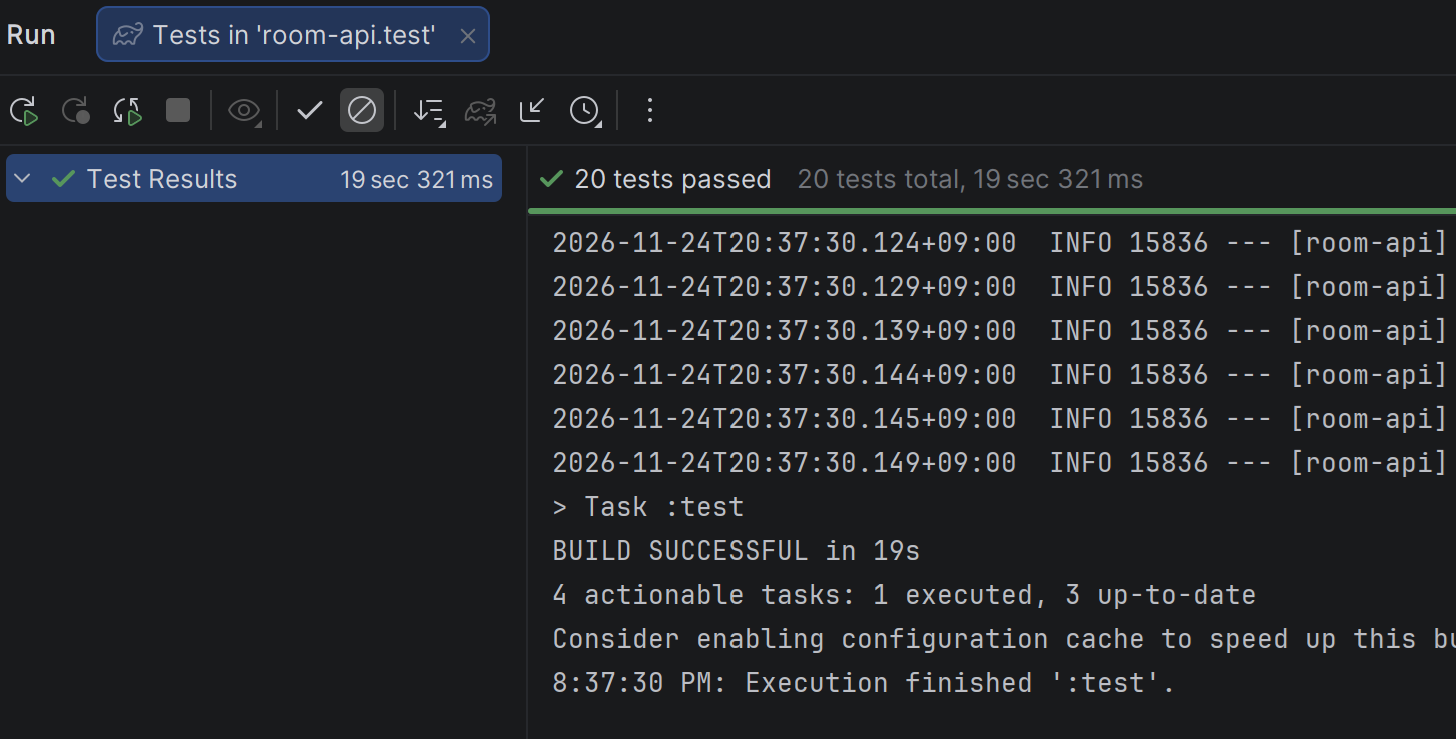 Run
Tests in 'room-api.test'
Test Results 19 sec 321 ms
20 tests passed 20 tests total, 19 sec 321 ms
2026-11-24T20:37:30.124+09:00  INFO 15836 --- [room-api]
2026-11-24T20:37:30.129+09:00  INFO 15836 --- [room-api]
2026-11-24T20:37:30.139+09:00  INFO 15836 --- [room-api]
2026-11-24T20:37:30.144+09:00  INFO 15836 --- [room-api]
2026-11-24T20:37:30.145+09:00  INFO 15836 --- [room-api]
2026-11-24T20:37:30.149+09:00  INFO 15836 --- [room-api]
> Task :test
BUILD SUCCESSFUL in 19s
4 actionable tasks: 1 executed, 3 up-to-date
Consider enabling configuration cache to speed up this
8:37:30 PM: Execution finished ':test'.